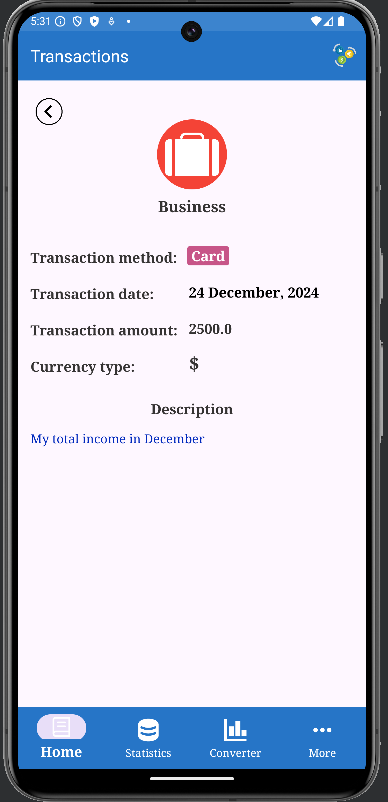 5:31
Transactions
Business
Transaction method: Card
Transaction date: 24 December, 2024
Transaction amount: 2500.0
Currency type: $
Description
My total income in December
Home Statistics Converter More